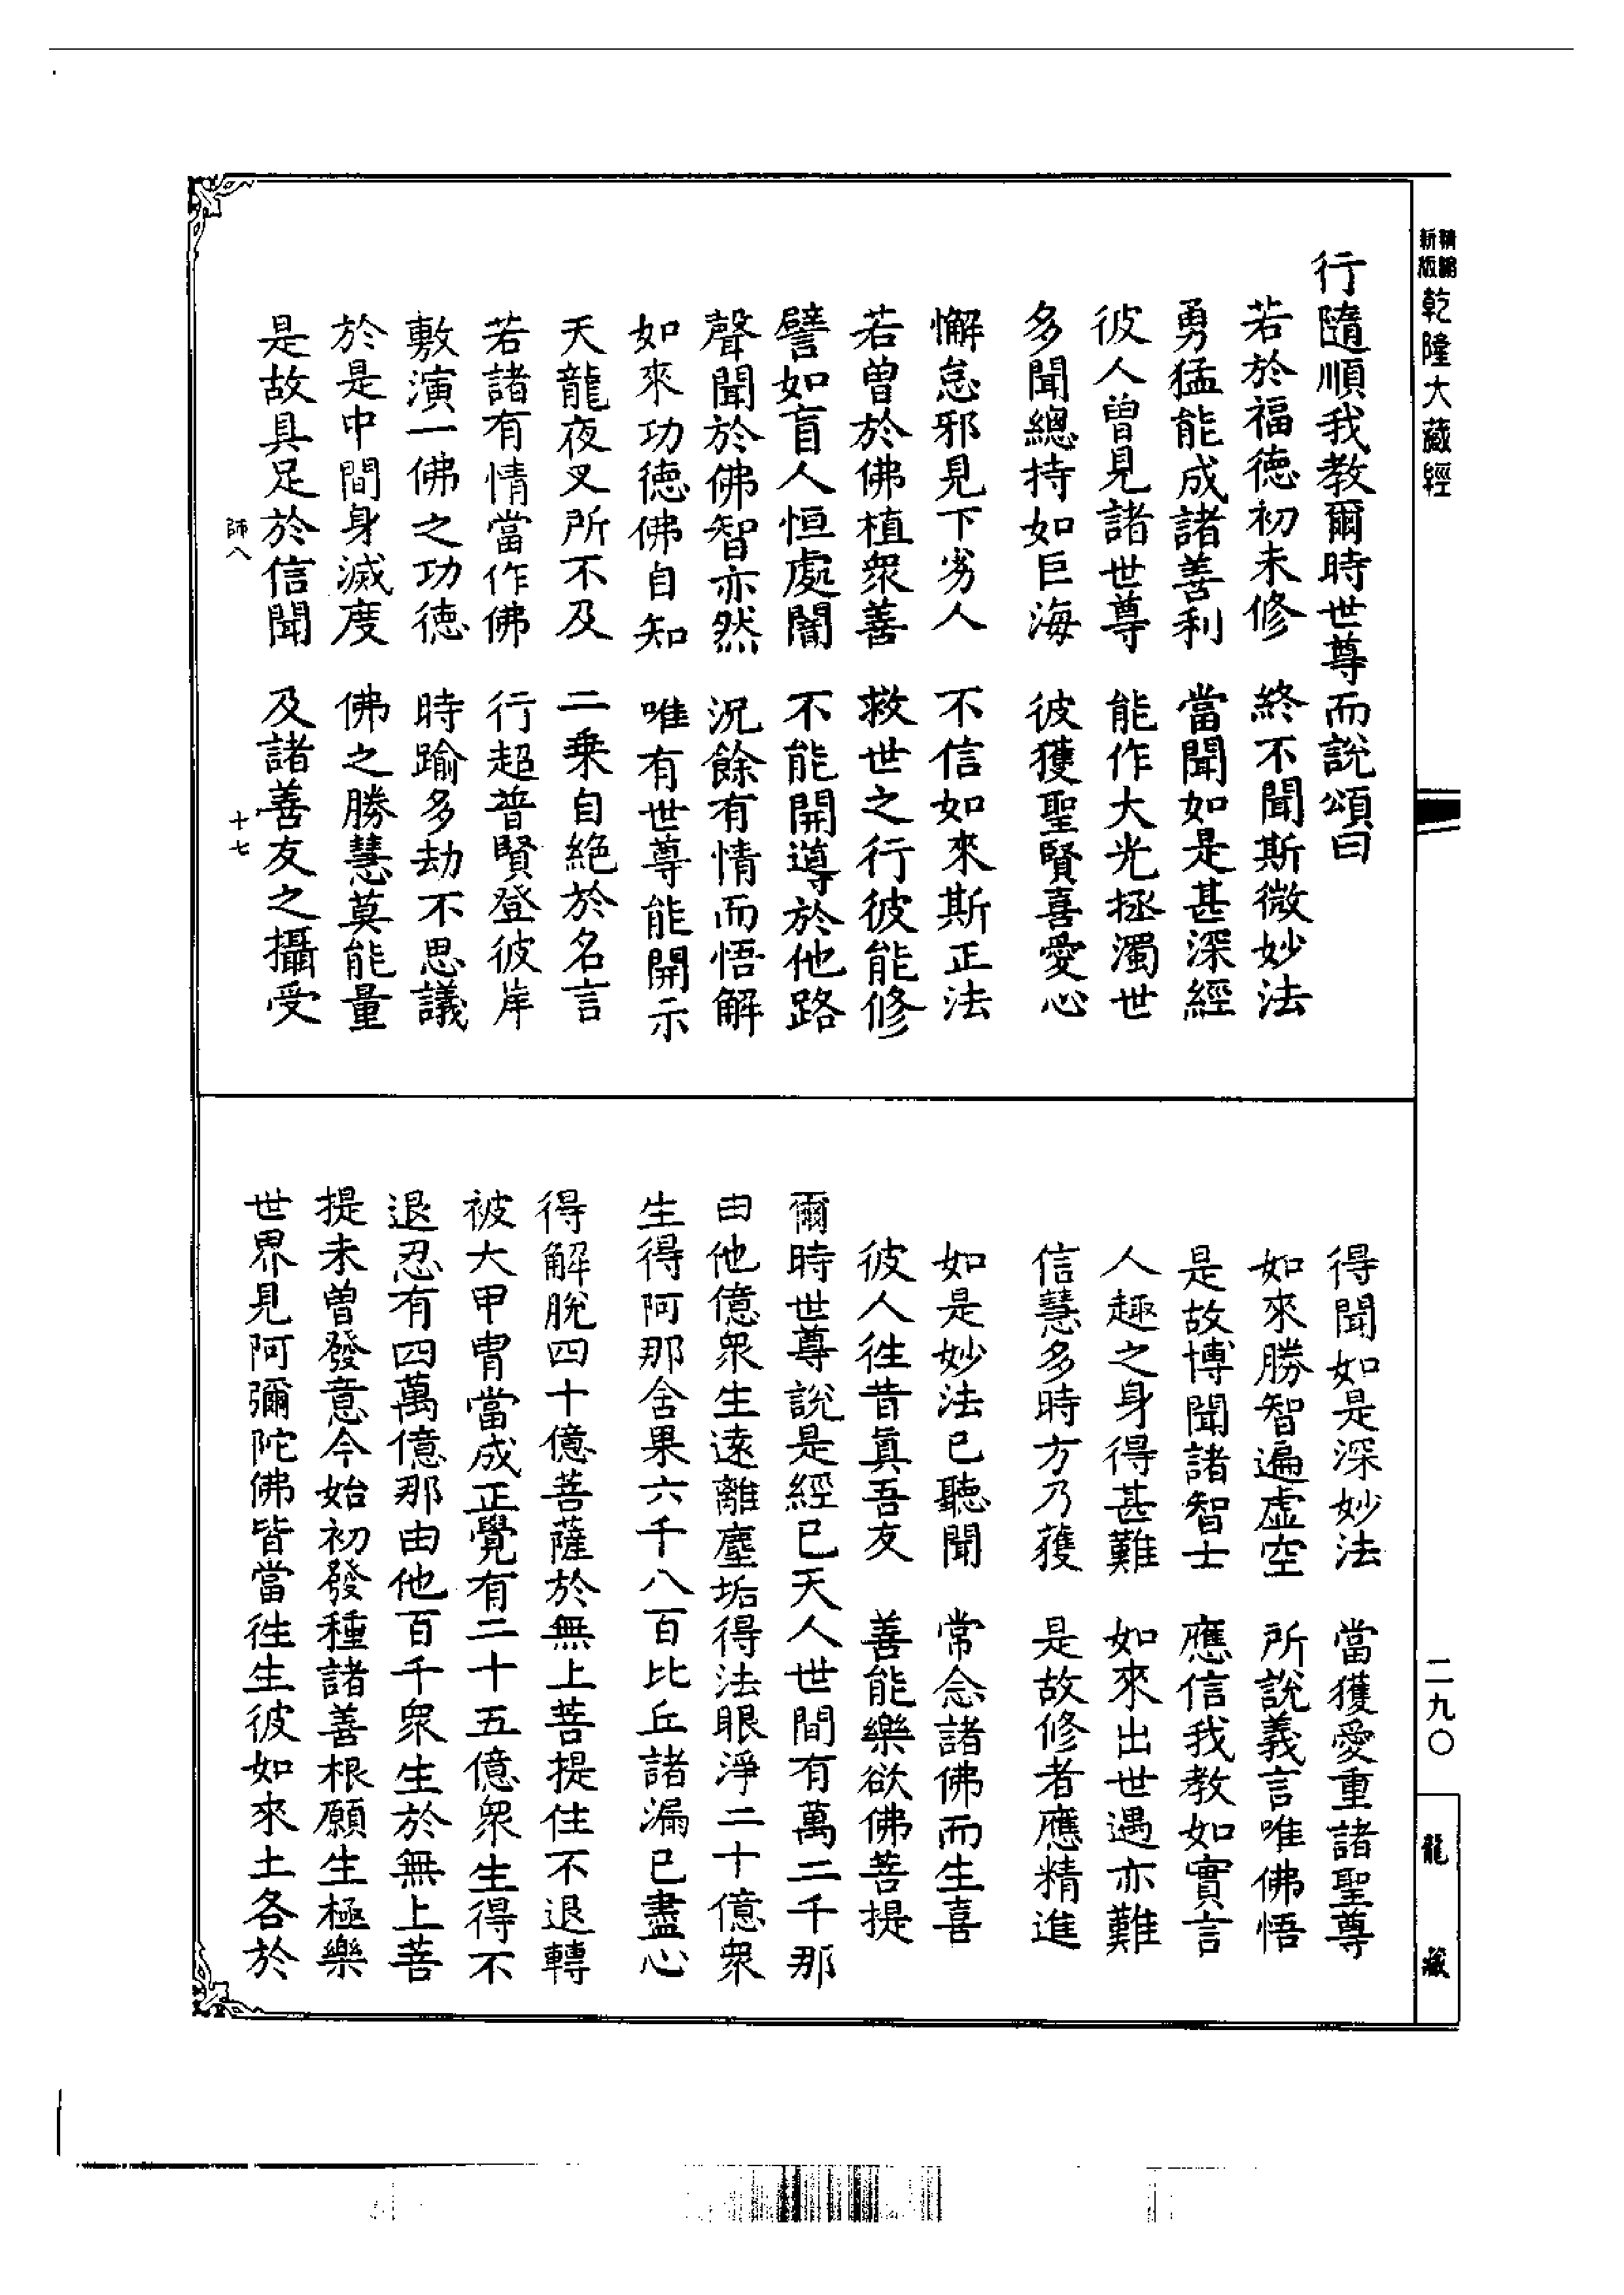 精縮新版乾隆大藏經
行隨順我教爾時世尊而說頌曰
若於福德初未修　終不聞斯微妙法
勇猛能成諸善利　當聞如是甚深經
彼人曾見諸世尊　能作大光拯濁世
多聞總持如巨海　彼獲聖賢喜愛心
懈怠邪見下劣人　不信如來斯正法
若曾於佛植衆善　救世之行彼能修
譬如盲人恒處闇　不能開導於他路
聲聞於佛智亦然　況餘有情而悟解
如來功德佛自知　唯有世尊能開示
天龍夜叉所不及　二乗自絕於名言
若諸有情當作佛　行超普賢登彼岸
敷演一佛之功德　時踰多劫不思議
於是中間身滅度　佛之勝慧莫能量
是故具足於信聞　及諸善友之攝受
師八　十七
得聞如是深妙法　當獲愛重諸聖尊
如來勝智遍虛空　所說義言唯佛悟
是故博聞諸智士　應信我教如實言
人趣之身得甚難　如來出世遇亦難
信慧多時方乃獲　是故修者應精進
如是妙法已聽聞　常念諸佛而生喜
彼人徃昔眞吾友　善能樂欲佛菩提
爾時世尊說是經已天人世間有萬二千那
由他億衆生遠離塵垢得法眼淨二十億衆
生得阿那舍果六千八百比丘諸漏已盡心
得解脫四十億菩薩於無上菩提住不退轉
被大甲冑當成正覺有二十五億衆生得不
退忍有四萬億那由他百千衆生於無上菩
提未曾發意今始初發種諸善根願生極樂
世界見阿彌陀佛皆當徃生彼如來土各於
二九〇
龍藏